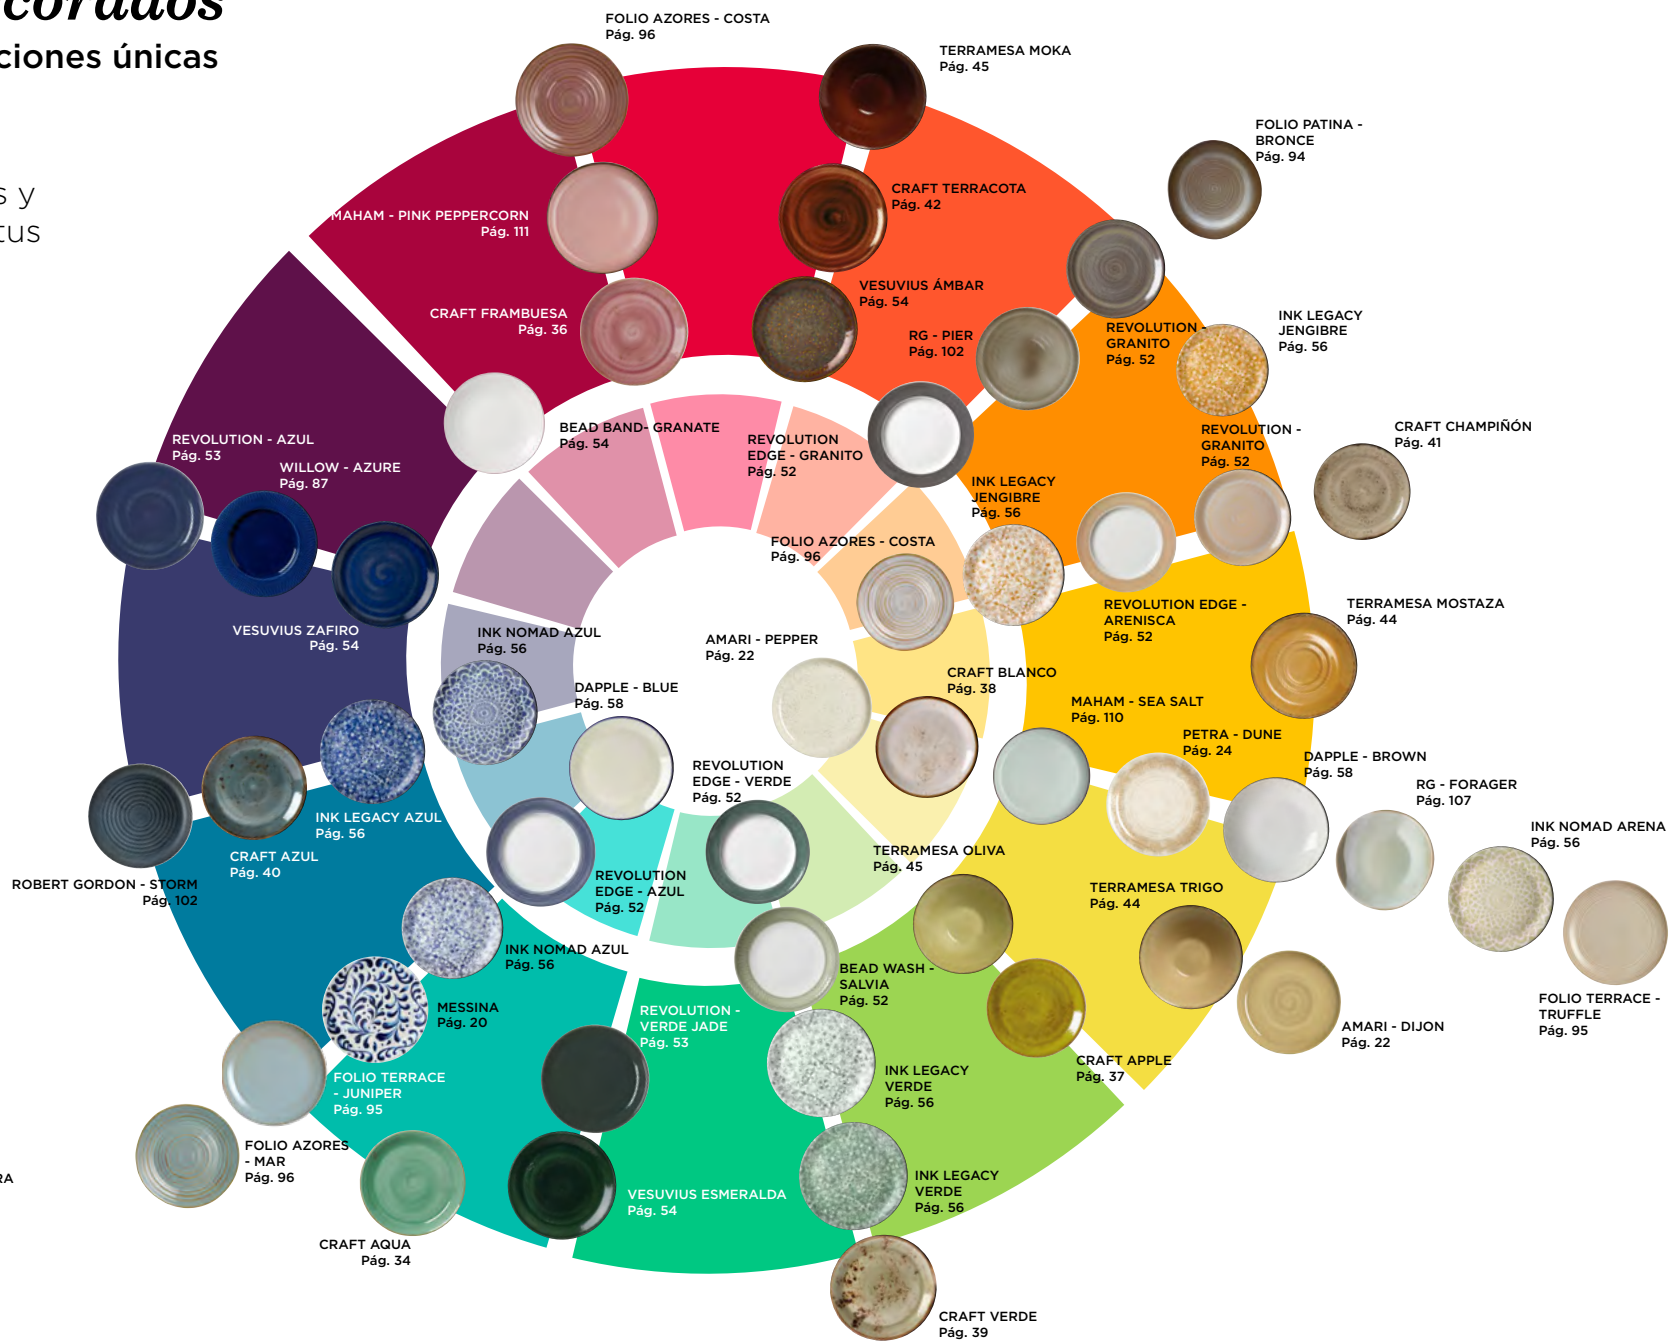 cordados
ciones únicas
s y
tus
FOLIO AZORES - COSTA
Pág. 96
TERRAMESA MOKA
Pág. 45
FOLIO PATINA -
BRONCE
Pág. 94
MAHAM - PINK PEPPERCORN
Pág. 111
CRAFT TERRACOTA
Pág. 42
CRAFT FRAMBUESA
Pág. 36
VESUVIUS ÁMBAR
Pág. 54
RG - PIER
Pág. 102
REVOLUTION -
GRANITO
Pág. 52
INK LEGACY
JENGIBRE
Pág. 56
BEAD BAND- GRANATE
Pág. 54
REVOLUTION
EDGE - GRANITO
Pág. 52
REVOLUTION -
GRANITO
Pág. 52
CRAFT CHAMPIÑÓN
Pág. 41
REVOLUTION - AZUL
Pág. 53
WILLOW - AZURE
Pág. 87
INK LEGACY
JENGIBRE
Pág. 56
FOLIO AZORES - COSTA
Pág. 96
REVOLUTION EDGE -
ARENISCA
Pág. 52
TERRAMESA MOSTAZA
Pág. 44
VESUVIUS ZAFIRO
Pág. 54
INK NOMAD AZUL
Pág. 56
AMARI - PEPPER
Pág. 22
DAPPLE - BLUE
Pág. 58
CRAFT BLANCO
Pág. 38
MAHAM - SEA SALT
Pág. 110
PETRA - DUNE
Pág. 24
DAPPLE - BROWN
Pág. 58
RG - FORAGER
Pág. 107
INK NOMAD ARENA
Pág. 56
REVOLUTION
EDGE - VERDE
Pág. 52
INK LEGACY AZUL
Pág. 56
CRAFT AZUL
Pág. 40
ROBERT GORDON - STORM
Pág. 102
REVOLUTION
EDGE - AZUL
Pág. 52
TERRAMESA OLIVA
Pág. 45
TERRAMESA TRIGO
Pág. 44
INK NOMAD AZUL
Pág. 56
BEAD WASH -
SALVIA
Pág. 52
FOLIO TERRACE -
TRUFFLE
Pág. 95
MESSINA
Pág. 20
REVOLUTION -
VERDE JADE
Pág. 53
AMARI - DIJON
Pág. 22
CRAFT APPLE
Pág. 37
FOLIO TERRACE
- JUNIPER
Pág. 95
INK LEGACY
VERDE
Pág. 56
FOLIO AZORES
- MAR
Pág. 96
RA
INK LEGACY
VERDE
Pág. 56
VESUVIUS ESMERALDA
Pág. 54
CRAFT AQUA
Pág. 34
CRAFT VERDE
Pág. 39